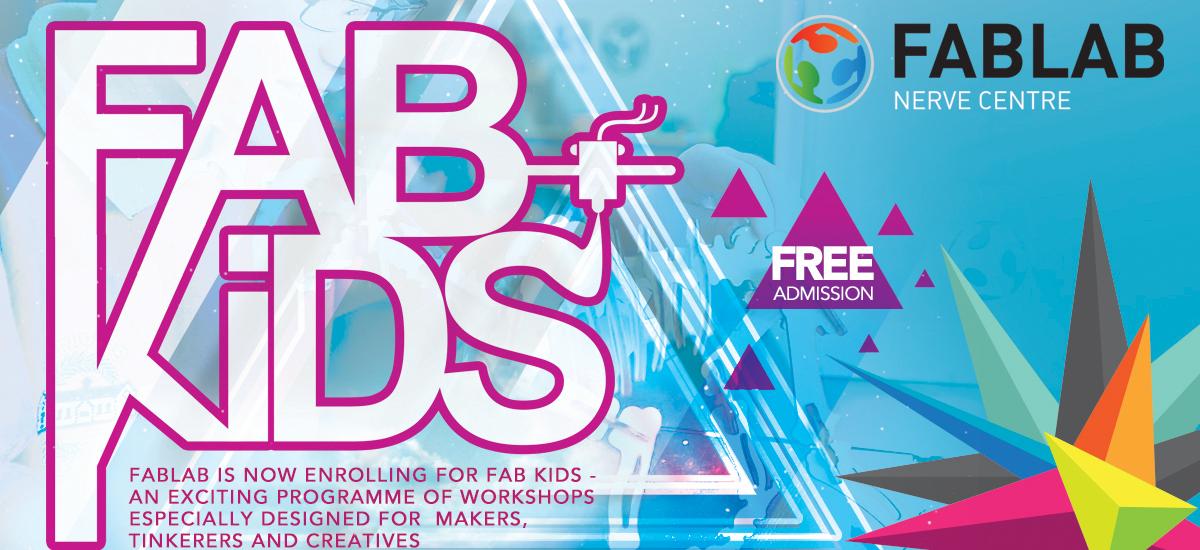 FAB
KiDS
FABLAB
NERVE CENTRE
FREE
ADMISSION
FABLAB IS NOW ENROLLING FOR FAB KIDS -
AN EXCITING PROGRAMME OF WORKSHOPS
ESPECIALLY DESIGNED FOR MAKERS,
TINKERERS AND CREATIVES